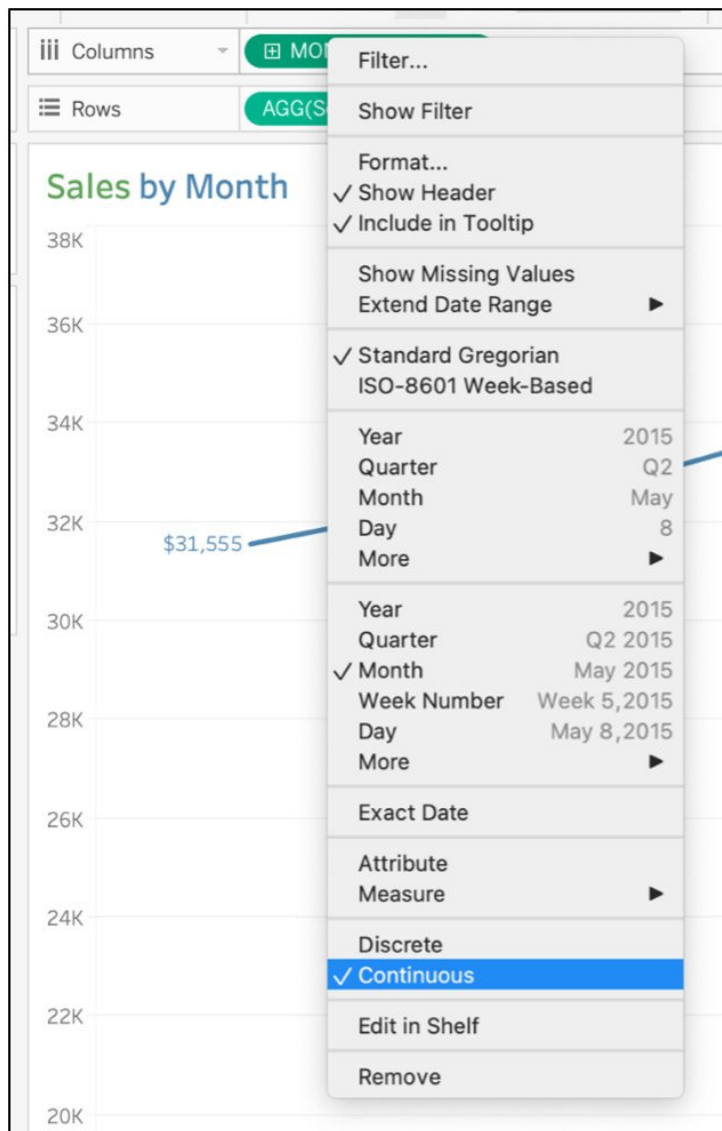 Columns
MON
Rows
AGG(S
Sales by Month
38K
36K
34K
32K
30K
28K
26K
24K
22K
20K
$31,555
Filter...
Show Filter
Format...
✓ Show Header
✓ Include in Tooltip
Show Missing Values
Extend Date Range ▶
✓ Standard Gregorian
ISO-8601 Week-Based
Year 2015
Quarter Q2
Month May
Day 8
More ▶
Year 2015
Quarter Q2 2015
✓ Month May 2015
Week Number Week 5,2015
Day May 8,2015
More ▶
Exact Date
Attribute
Measure ▶
Discrete
✓ Continuous
Edit in Shelf
Remove